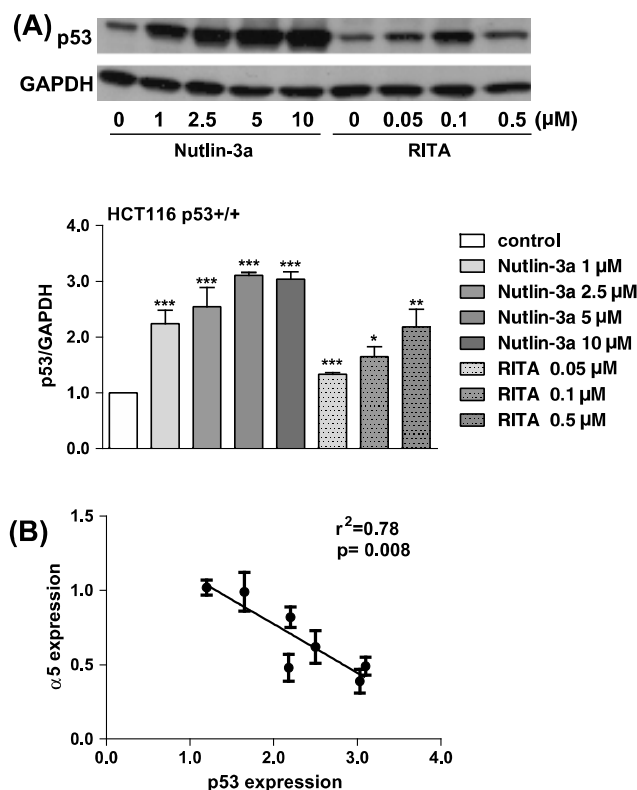 (A)
p53
GAPDH
0 1 2.5 5 10 0 0.05 0.1 0.5 (µM)
Nutlin-3a RITA
HCT116 p53+/+
4.0
3.0
2.0
1.0
0.0
p53/GAPDH
*** *** *** *** *** * **
control
Nutlin-3a 1 µM
Nutlin-3a 2.5 µM
Nutlin-3a 5 µM
Nutlin-3a 10 µM
RITA 0.05 µM
RITA 0.1 µM
RITA 0.5 µM
(B)
r²=0.78
p= 0.008
1.5
1.0
0.5
0.0
α5 expression
0.0 1.0 2.0 3.0 4.0
p53 expression